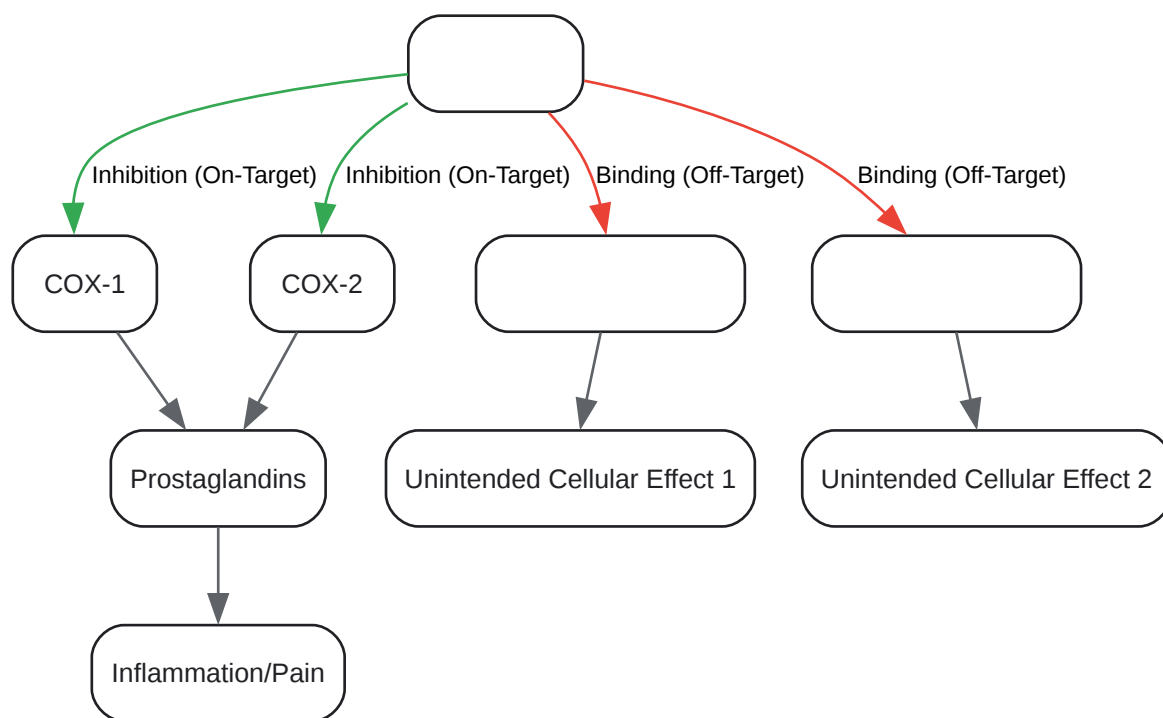 Inhibition (On-Target)
Inhibition (On-Target)
Binding (Off-Target)
Binding (Off-Target)
COX-1
COX-2
Prostaglandins
Unintended Cellular Effect 1
Unintended Cellular Effect 2
Inflammation/Pain